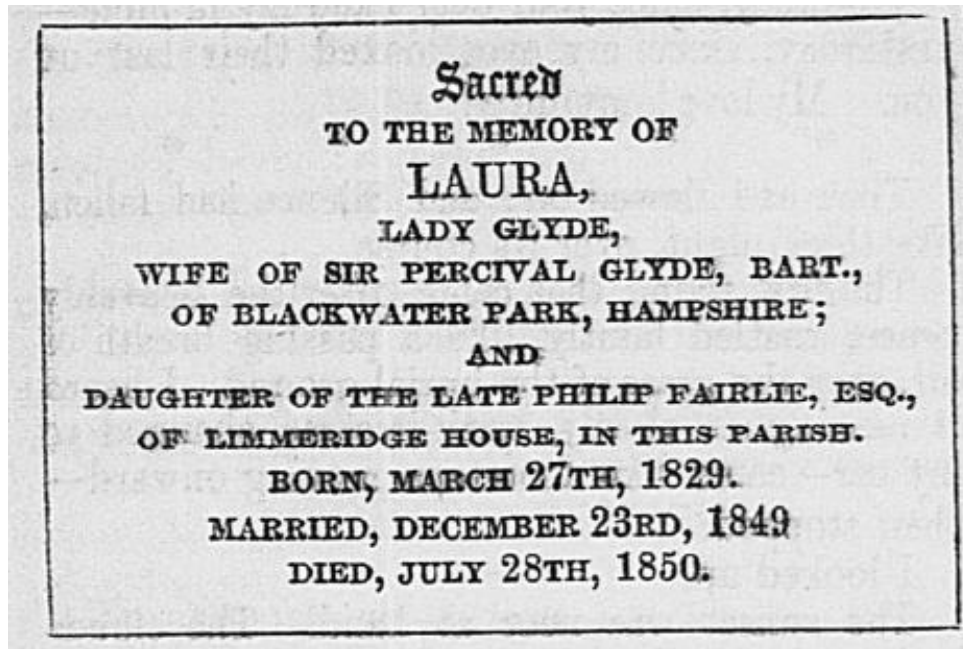 Sacred
TO THE MEMORY OF
LAURA,
LADY GLYDE,
WIFE OF SIR PERCIVAL GLYDE, BART.,
OF BLACKWATER PARK, HAMPSHIRE;
AND
DAUGHTER OF THE LATE PHILIP FAIRLIE, ESQ.,
OF LIMMERIDGE HOUSE, IN THIS PARISH.
BORN, MARCH 27TH, 1829.
MARRIED, DECEMBER 23RD, 1849
DIED, JULY 28TH, 1850.